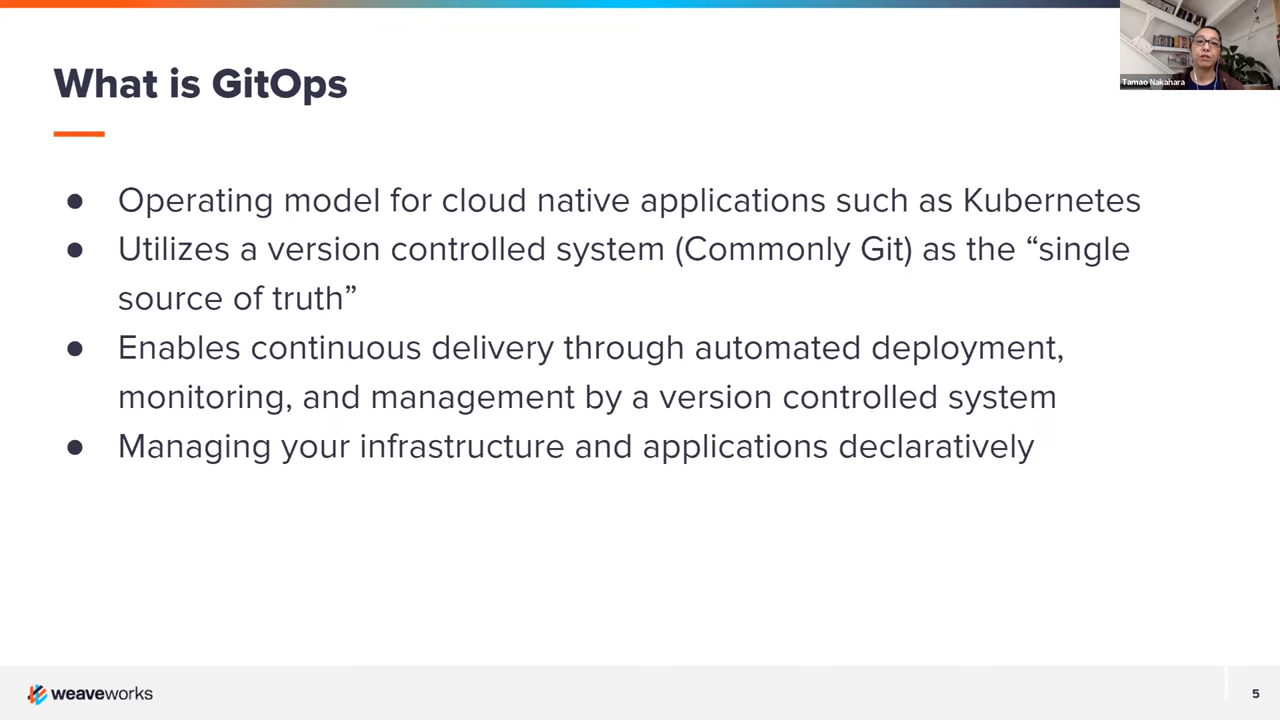 What is GitOps
Tamao Nakahara
● Operating model for cloud native applications such as Kubernetes
● Utilizes a version controlled system (Commonly Git) as the “single
source of truth”
● Enables continuous delivery through automated deployment,
monitoring, and management by a version controlled system
● Managing your infrastructure and applications declaratively
weaveworks
5